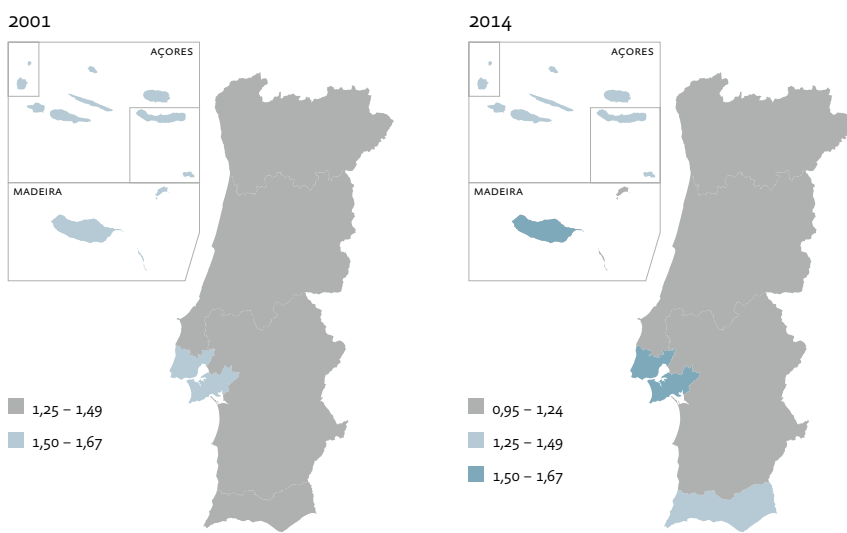 2001
AÇORES
MADEIRA
1,25 – 1,49
1,50 – 1,67
2014
AÇORES
MADEIRA
0,95 – 1,24
1,25 – 1,49
1,50 – 1,67